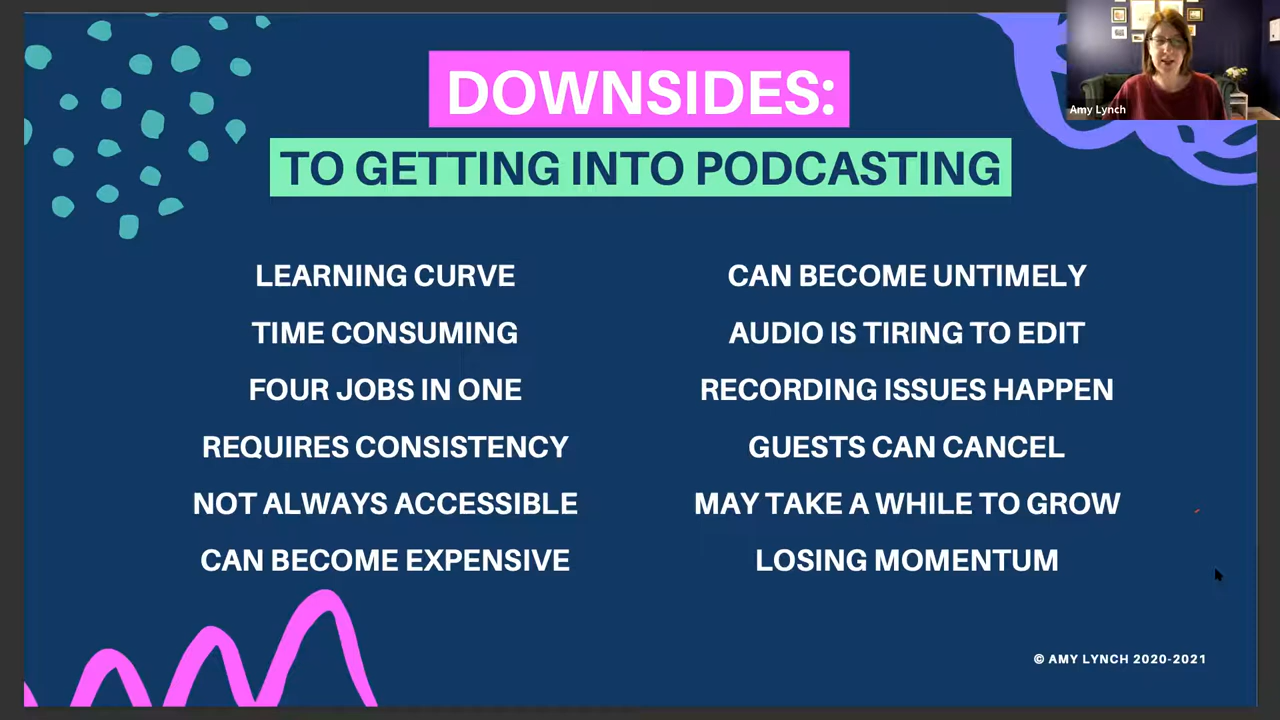 DOWNSIDES:
TO GETTING INTO PODCASTING
LEARNING CURVE
TIME CONSUMING
FOUR JOBS IN ONE
REQUIRES CONSISTENCY
NOT ALWAYS ACCESSIBLE
CAN BECOME EXPENSIVE
CAN BECOME UNTIMELY
AUDIO IS TIRING TO EDIT
RECORDING ISSUES HAPPEN
GUESTS CAN CANCEL
MAY TAKE A WHILE TO GROW
LOSING MOMENTUM
© AMY LYNCH 2020-2021
Amy Lynch